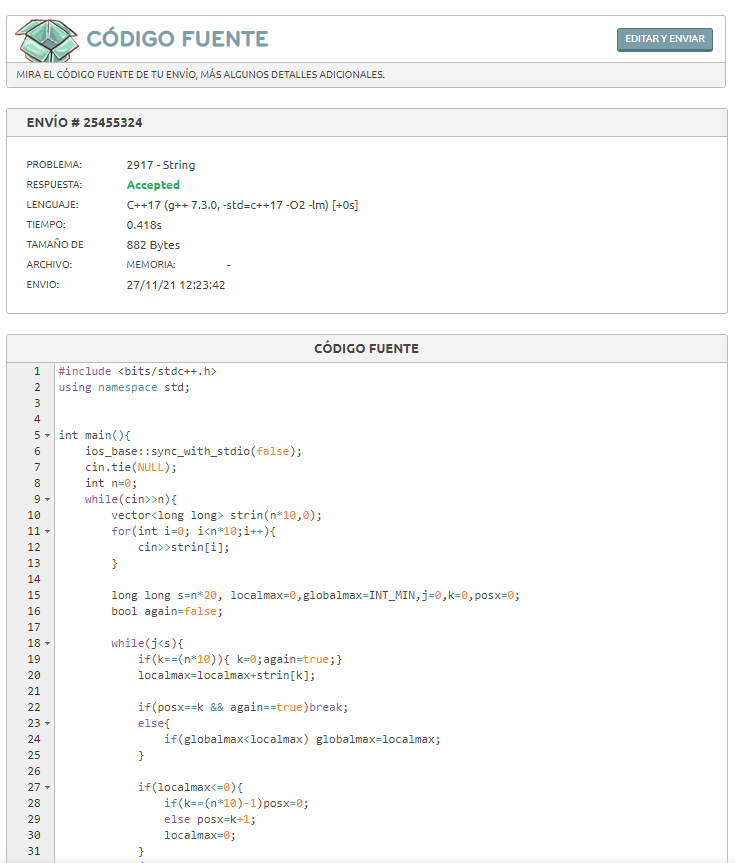 CÓDIGO FUENTE
EDITAR Y ENVIAR
MIRA EL CÓDIGO FUENTE DE TU ENVÍO, MÁS ALGUNOS DETALLES ADICIONALES.
ENVÍO # 25455324
PROBLEMA: 2917 - String
RESPUESTA: Accepted
LENGUAJE: C++17 (g++ 7.3.0, -std=c++17 -O2 -lm) [+0s]
TIEMPO: 0.418s
TAMAÑO DE 882 Bytes
ARCHIVO: MEMORIA: -
ENVIO: 27/11/21 12:23:42
CÓDIGO FUENTE
1 #include <bits/stdc++.h>
2 using namespace std;
3
4
5 int main(){
6     ios_base::sync_with_stdio(false);
7     cin.tie(NULL);
8     int n=0;
9     while(cin>>n){
10         vector<long long> strin(n*10,0);
11         for(int i=0; i<n*10;i++){
12             cin>>strin[i];
13         }
14
15         long long s=n*20, localmax=0,globalmax=INT_MIN,j=0,k=0,posx=0;
16         bool again=false;
17
18         while(j<s){
19             if(k==(n*10)){ k=0;again=true;}
20             localmax=localmax+strin[k];
21
22             if(posx==k && again==true)break;
23             else{
24                 if(globalmax<localmax) globalmax=localmax;
25             }
26
27             if(localmax<=0){
28                 if(k==(n*10)-1)posx=0;
29                 else posx=k+1;
30                 localmax=0;
31             }